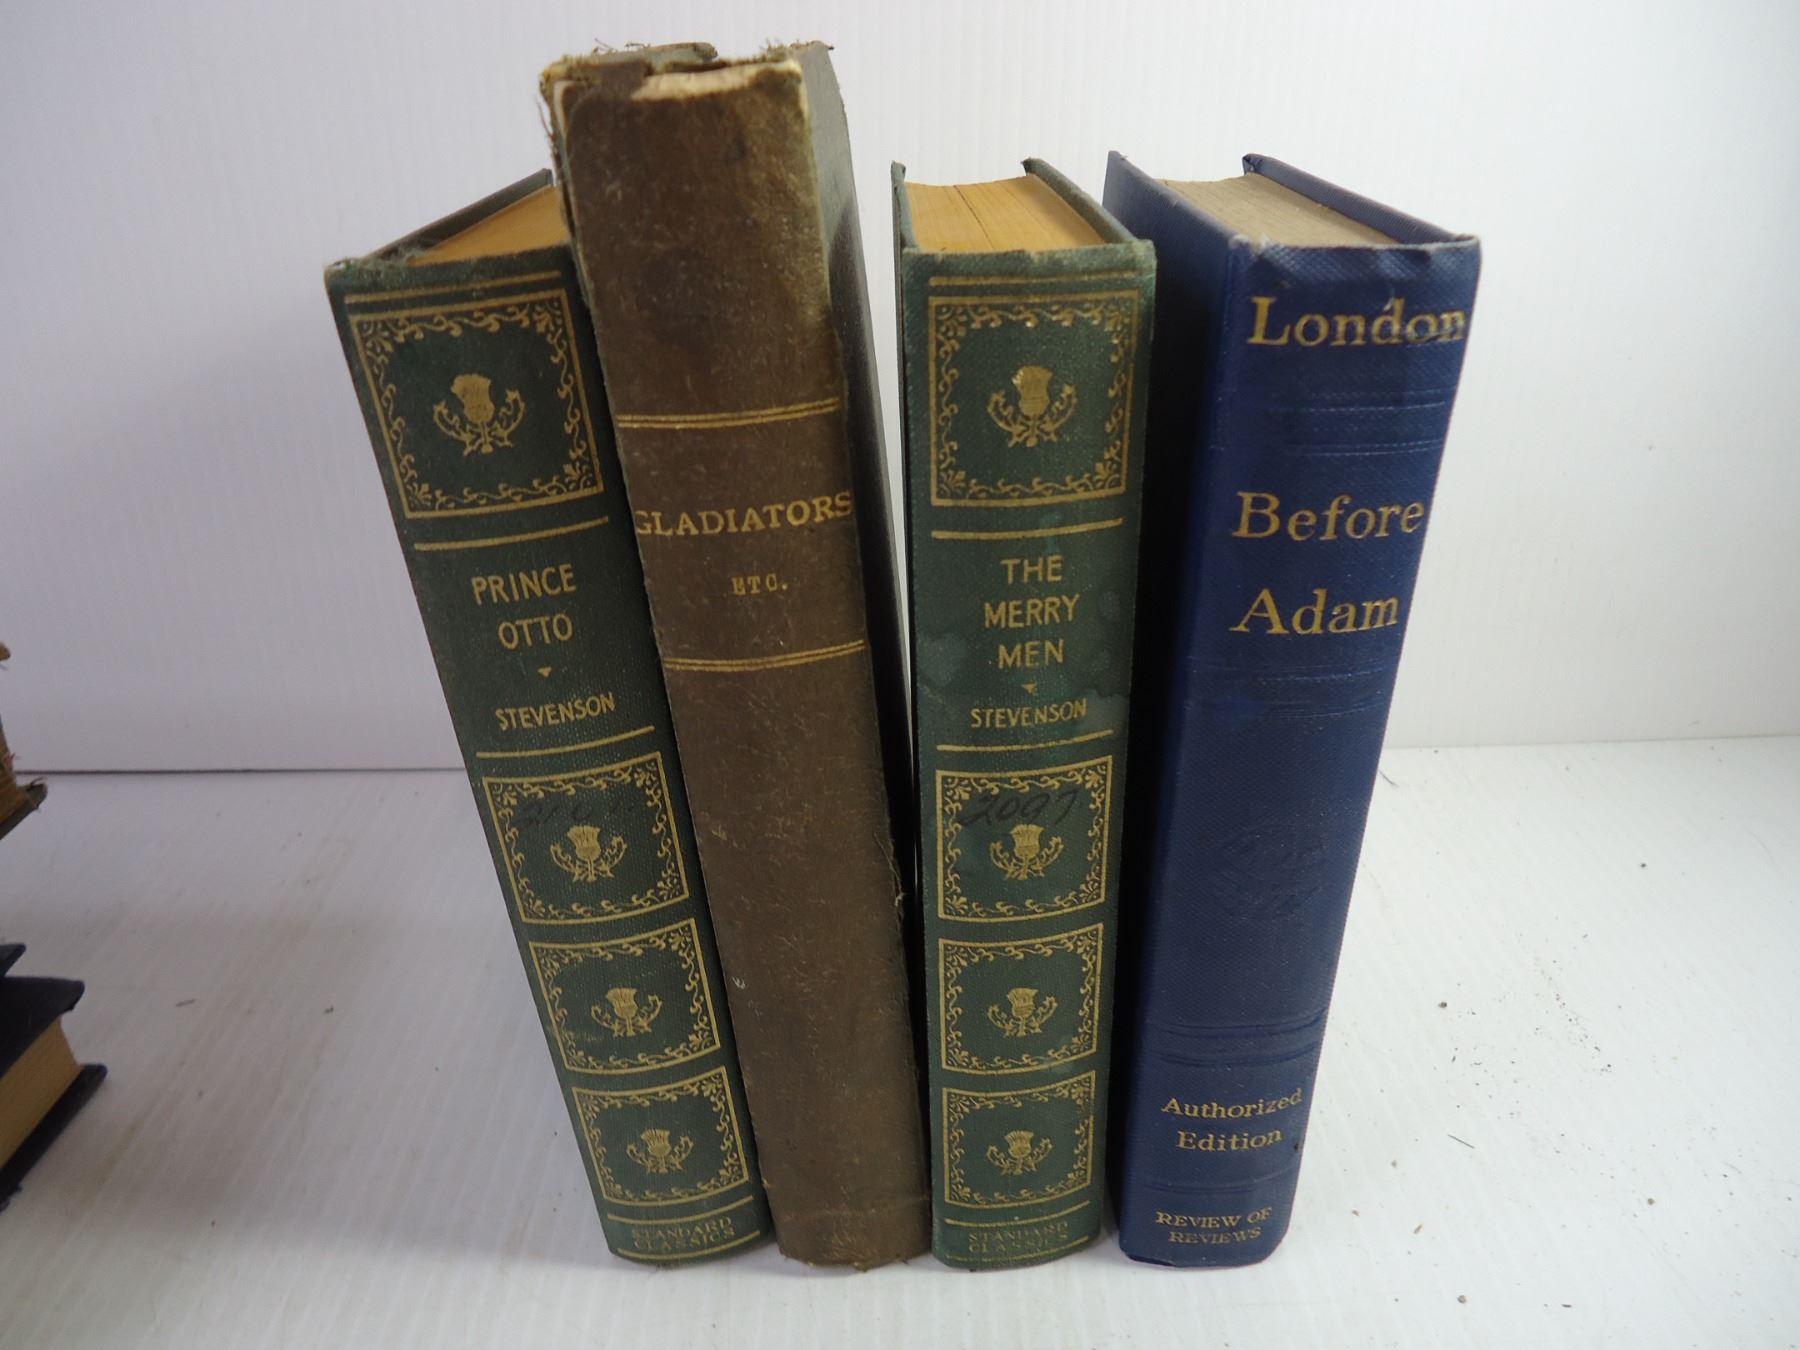 PRINCE
OTTO
STEVENSON
STANDARD
CLASSICS
GLADIATORS
ETC.
THE
MERRY
MEN
STEVENSON
2097
STANDARD
CLASSICS
London
Before
Adam
Authorized
Edition
REVIEW OF
REVIEWS